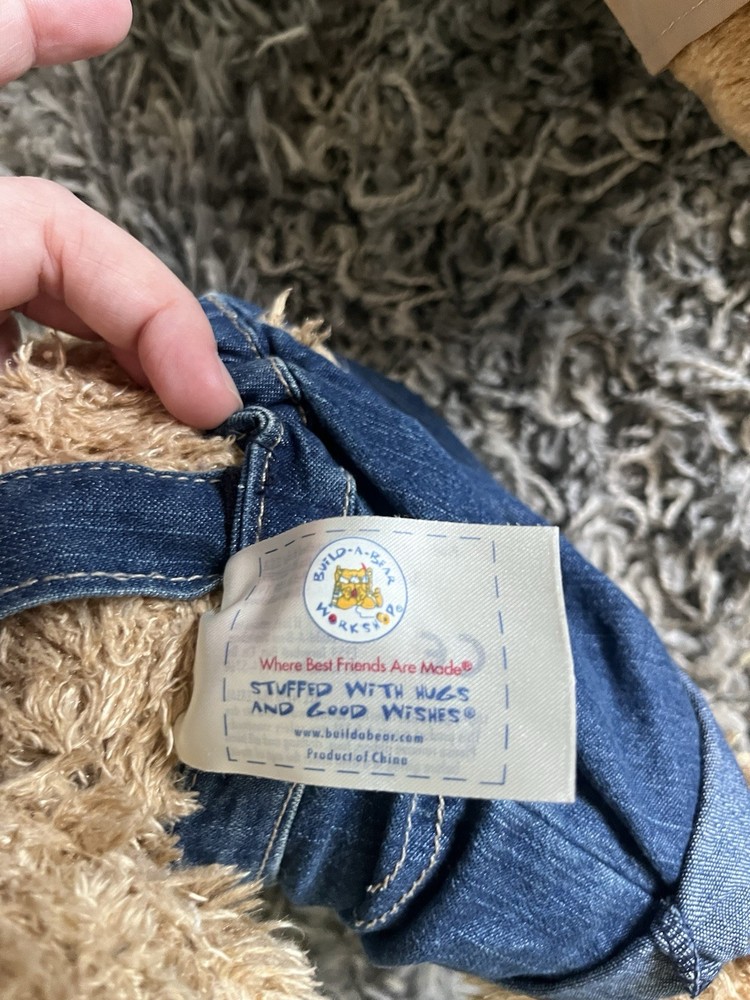 BUILD-A-BEAR
WORKSHOP®
Where Best Friends Are Made®
STUFFED WITH HUGS
AND GOOD WISHES®
www.buildabear.com
Product of China